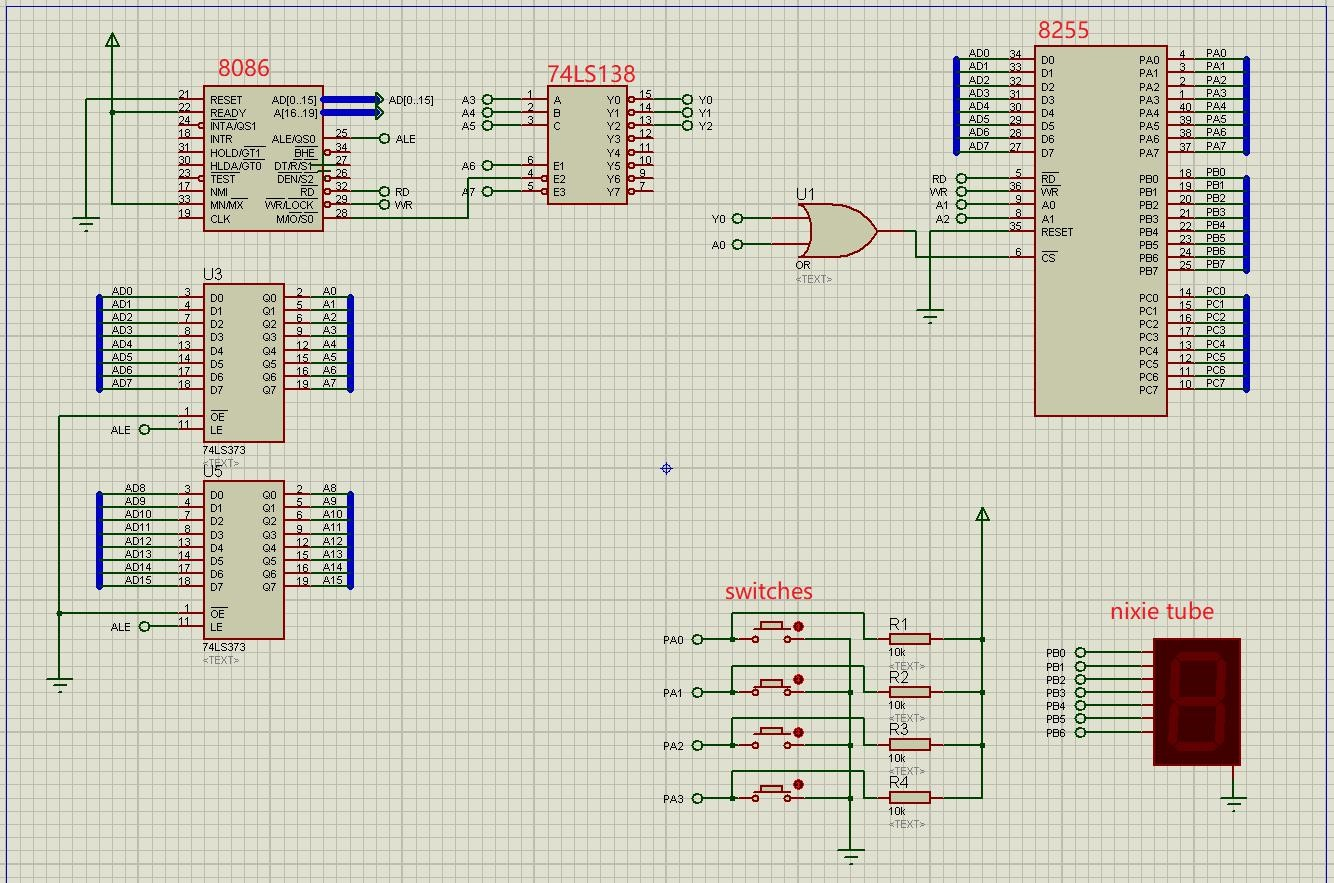 8086
21 RESET AD[0..15] AD[0..15]
22 READY A[16..19]
24 INTA/QS1
18 INTR ALE/QS0 25 ALE
31 HOLD/GT1 BHE 34
30 HLDA/GT0 DT/R/S1 27
23 TEST DEN/S2 26
17 NMI RD 32 RD
33 MN/MX WR/LOCK 29 WR
19 CLK M/IO/S0 28
74LS138
A3 1 A Y0 15 Y0
A4 2 B Y1 14 Y1
A5 3 C Y2 13 Y2
Y3 12
Y4 11
A6 6 E1 Y5 10
4 E2 Y6 9
A7 5 E3 Y7 7
8255
AD0 34 D0 PA0 4 PA0
AD1 33 D1 PA1 3 PA1
AD2 32 D2 PA2 2 PA2
AD3 31 D3 PA3 1 PA3
AD4 30 D4 PA4 40 PA4
AD5 29 D5 PA5 39 PA5
AD6 28 D6 PA6 38 PA6
AD7 27 D7 PA7 37 PA7
RD 5 RD PB0 18 PB0
WR 36 WR PB1 19 PB1
A1 9 A0 PB2 20 PB2
A2 8 A1 PB3 21 PB3
35 RESET PB4 22 PB4
PB5 23 PB5
6 CS PB6 24 PB6
PB7 25 PB7
PC0 14 PC0
PC1 15 PC1
PC2 16 PC2
PC3 17 PC3
PC4 13 PC4
PC5 12 PC5
PC6 11 PC6
PC7 10 PC7
U1
Y0
A0
OR
<TEXT>
U3
AD0 3 D0 Q0 2 A0
AD1 4 D1 Q1 5 A1
AD2 7 D2 Q2 6 A2
AD3 8 D3 Q3 9 A3
AD4 13 D4 Q4 12 A4
AD5 14 D5 Q5 15 A5
AD6 17 D6 Q6 16 A6
AD7 18 D7 Q7 19 A7
1 OE
ALE 11 LE
74LS373
<TEXT>
U5
AD8 3 D0 Q0 2 A8
AD9 4 D1 Q1 5 A9
AD10 7 D2 Q2 6 A10
AD11 8 D3 Q3 9 A11
AD12 13 D4 Q4 12 A12
AD13 14 D5 Q5 15 A13
AD14 17 D6 Q6 16 A14
AD15 18 D7 Q7 19 A15
1 OE
ALE 11 LE
74LS373
<TEXT>
switches
R1
PA0
10k
<TEXT>
R2
PA1
10k
<TEXT>
R3
PA2
10k
<TEXT>
R4
PA3
10k
<TEXT>
nixie tube
PB0
PB1
PB2
PB3
PB4
PB5
PB6